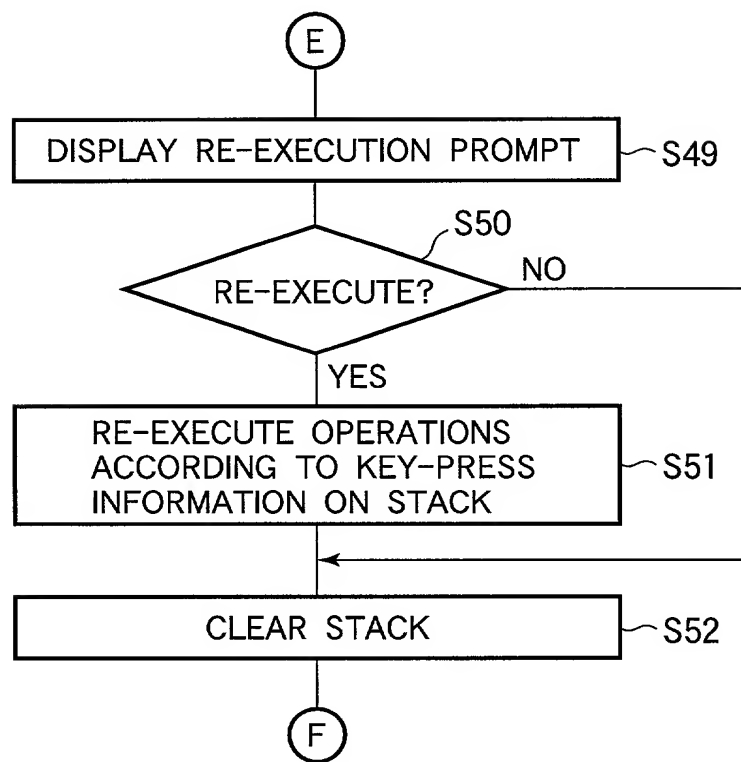 E
DISPLAY RE-EXECUTION PROMPT
S49
S50
RE-EXECUTE?
NO
YES
RE-EXECUTE OPERATIONS
ACCORDING TO KEY-PRESS
INFORMATION ON STACK
S51
CLEAR STACK
S52
F